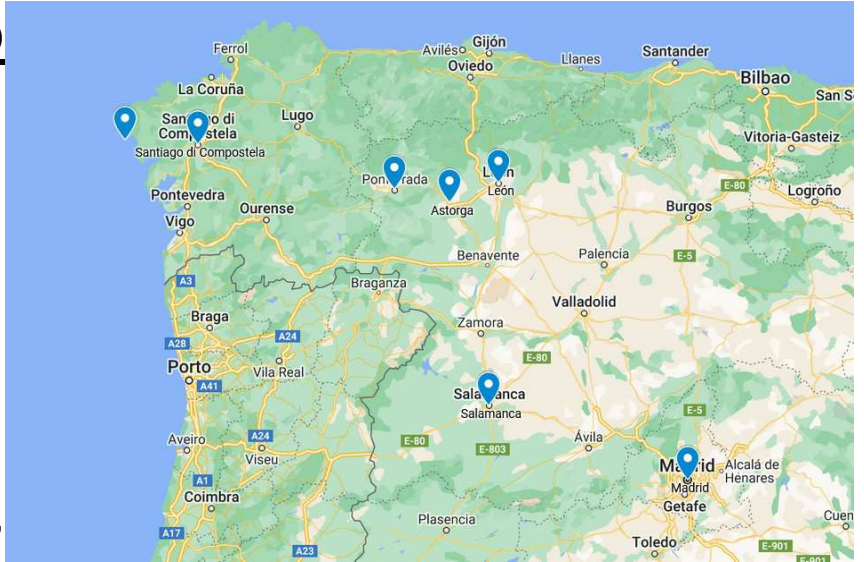 Ferrol
Avilés
Gijón
Llanes
Santander
Oviedo
Bilbao
La Coruña
San S
Lugo
Santiago di Compostela
Vitoria-Gasteiz
Pontevedra
Ourense
Astorga
León
E-80
Logroño
Burgos
Vigo
Benavente
Palencia
E-5
A3
Braganza
Valladolid
Braga
A24
Zamora
A28
E-80
Porto
A41
Vila Real
Salamanca
E-5
Aveiro
A24
Viseu
E-80
E-803
Ávila
Madrid
Alcalá de
Henares
A1
Coimbra
Getafe
Plasencia
Cuen
A17
A23
Toledo
E-901
E-901